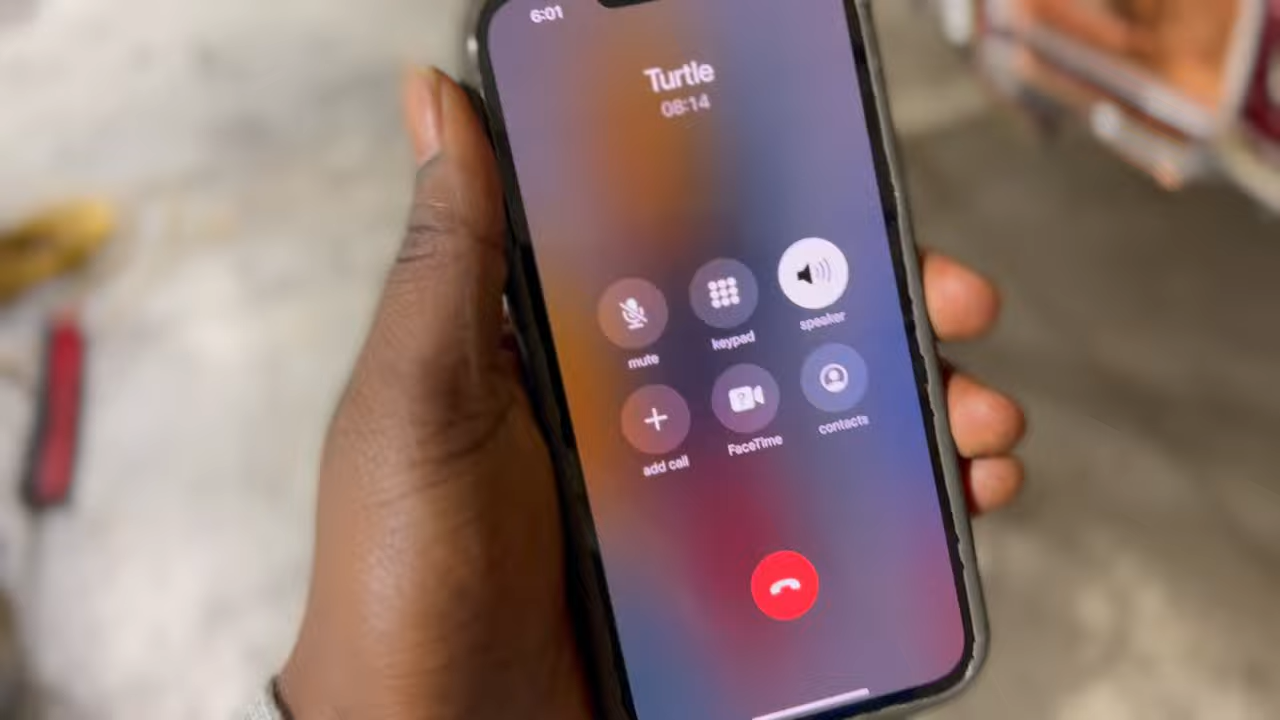 6:01
Turtle
08:14
mute keypad speaker
add call FaceTime contacts